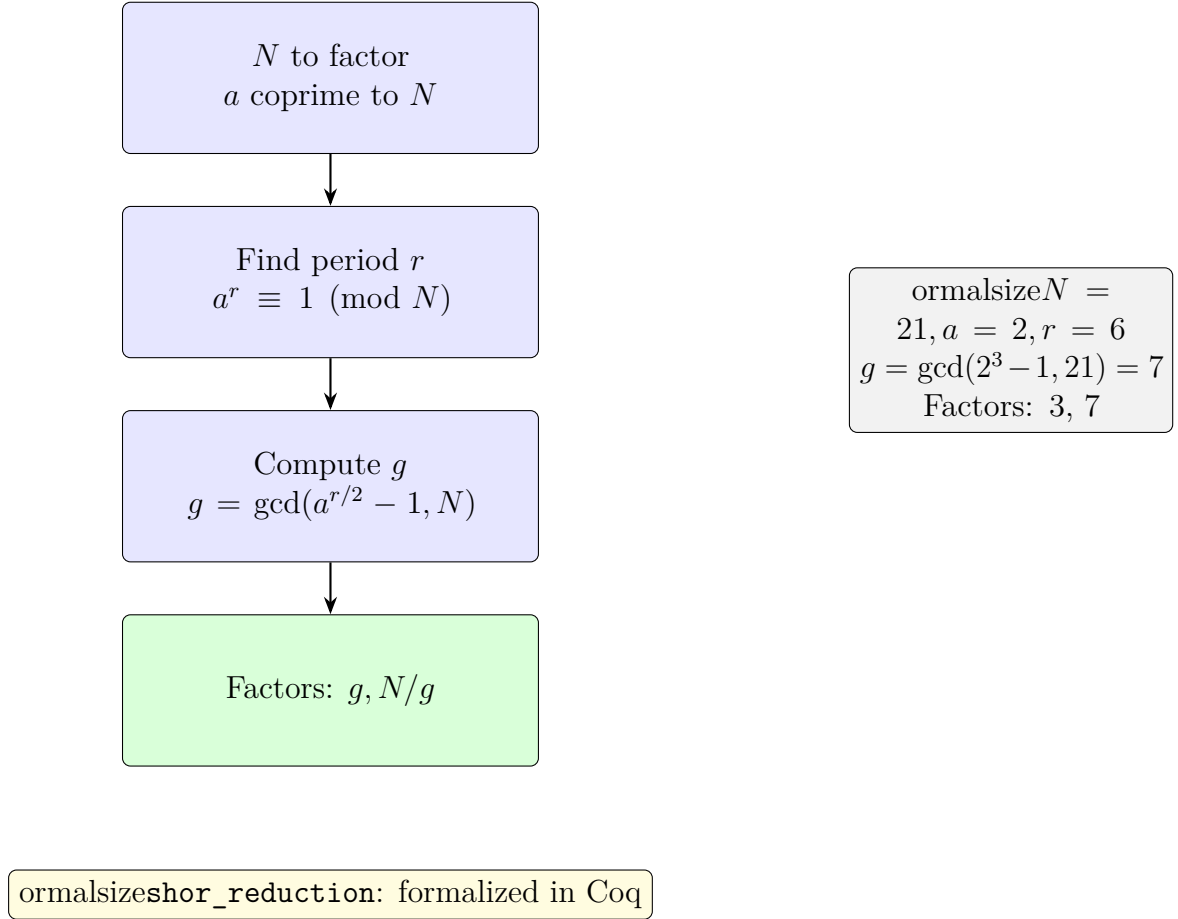 N to factor
a coprime to N
Find period r
a^r ≡ 1 (mod N)
Compute g
g = gcd(a^{r/2} − 1, N)
Factors: g, N/g
ormalsizeN =
21, a = 2, r = 6
g = gcd(2^3 − 1, 21) = 7
Factors: 3, 7
ormalsizeshor_reduction: formalized in Coq